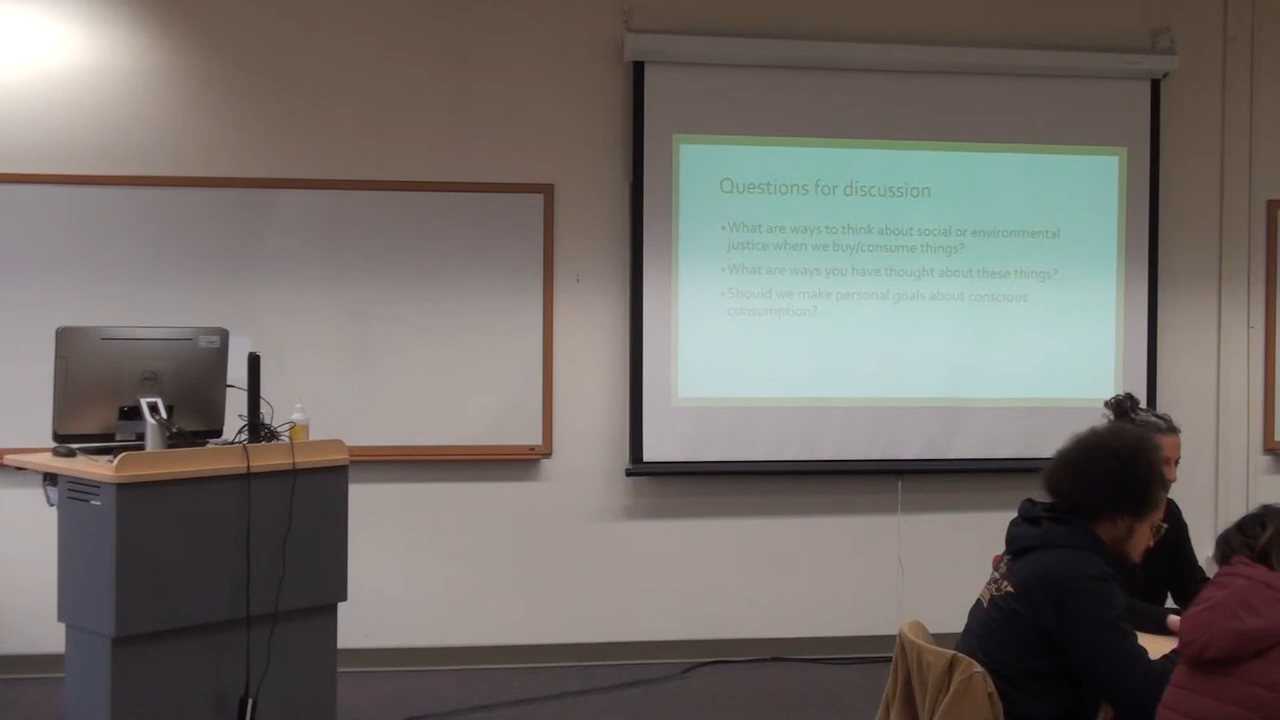 Questions for discussion
•What are ways to think about social or environmental
justice when we buy/consume things?
•What are ways you have thought about these things?
•Should we make personal goals about conscious
consumption?
DELL